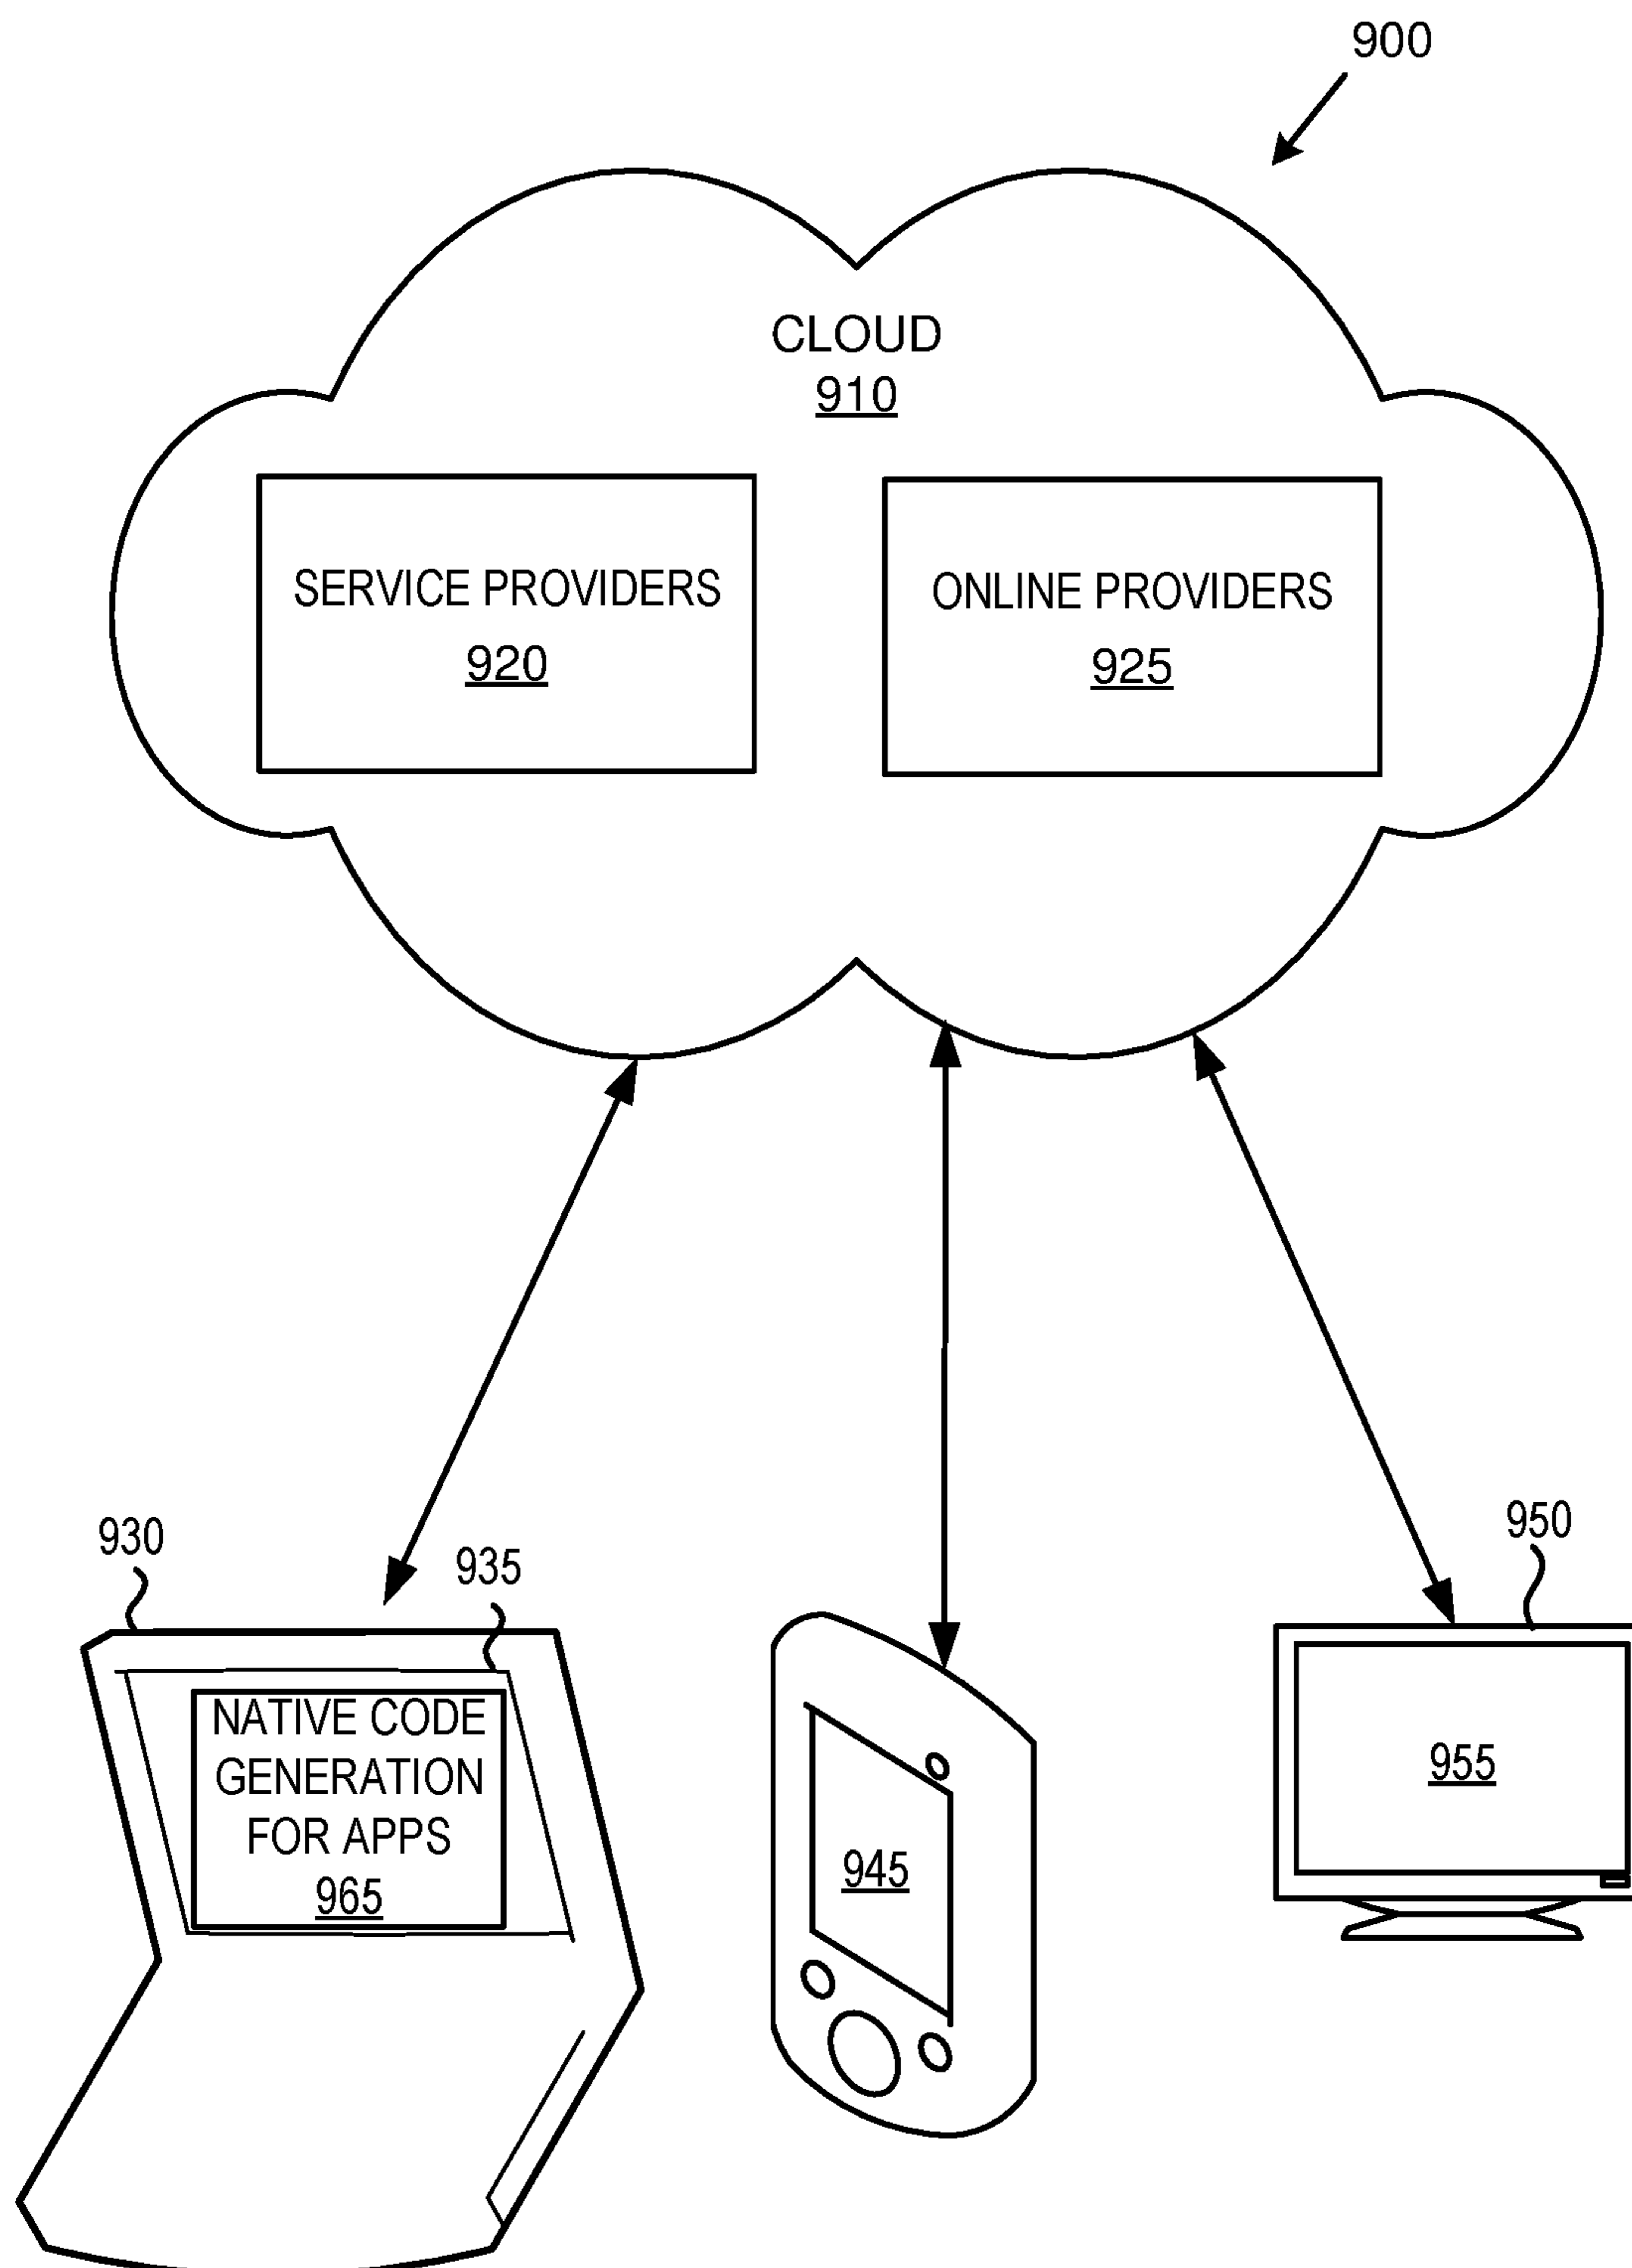 900
CLOUD
910
SERVICE PROVIDERS
920
ONLINE PROVIDERS
925
930
935
950
NATIVE CODE
GENERATION
FOR APPS
965
945
955